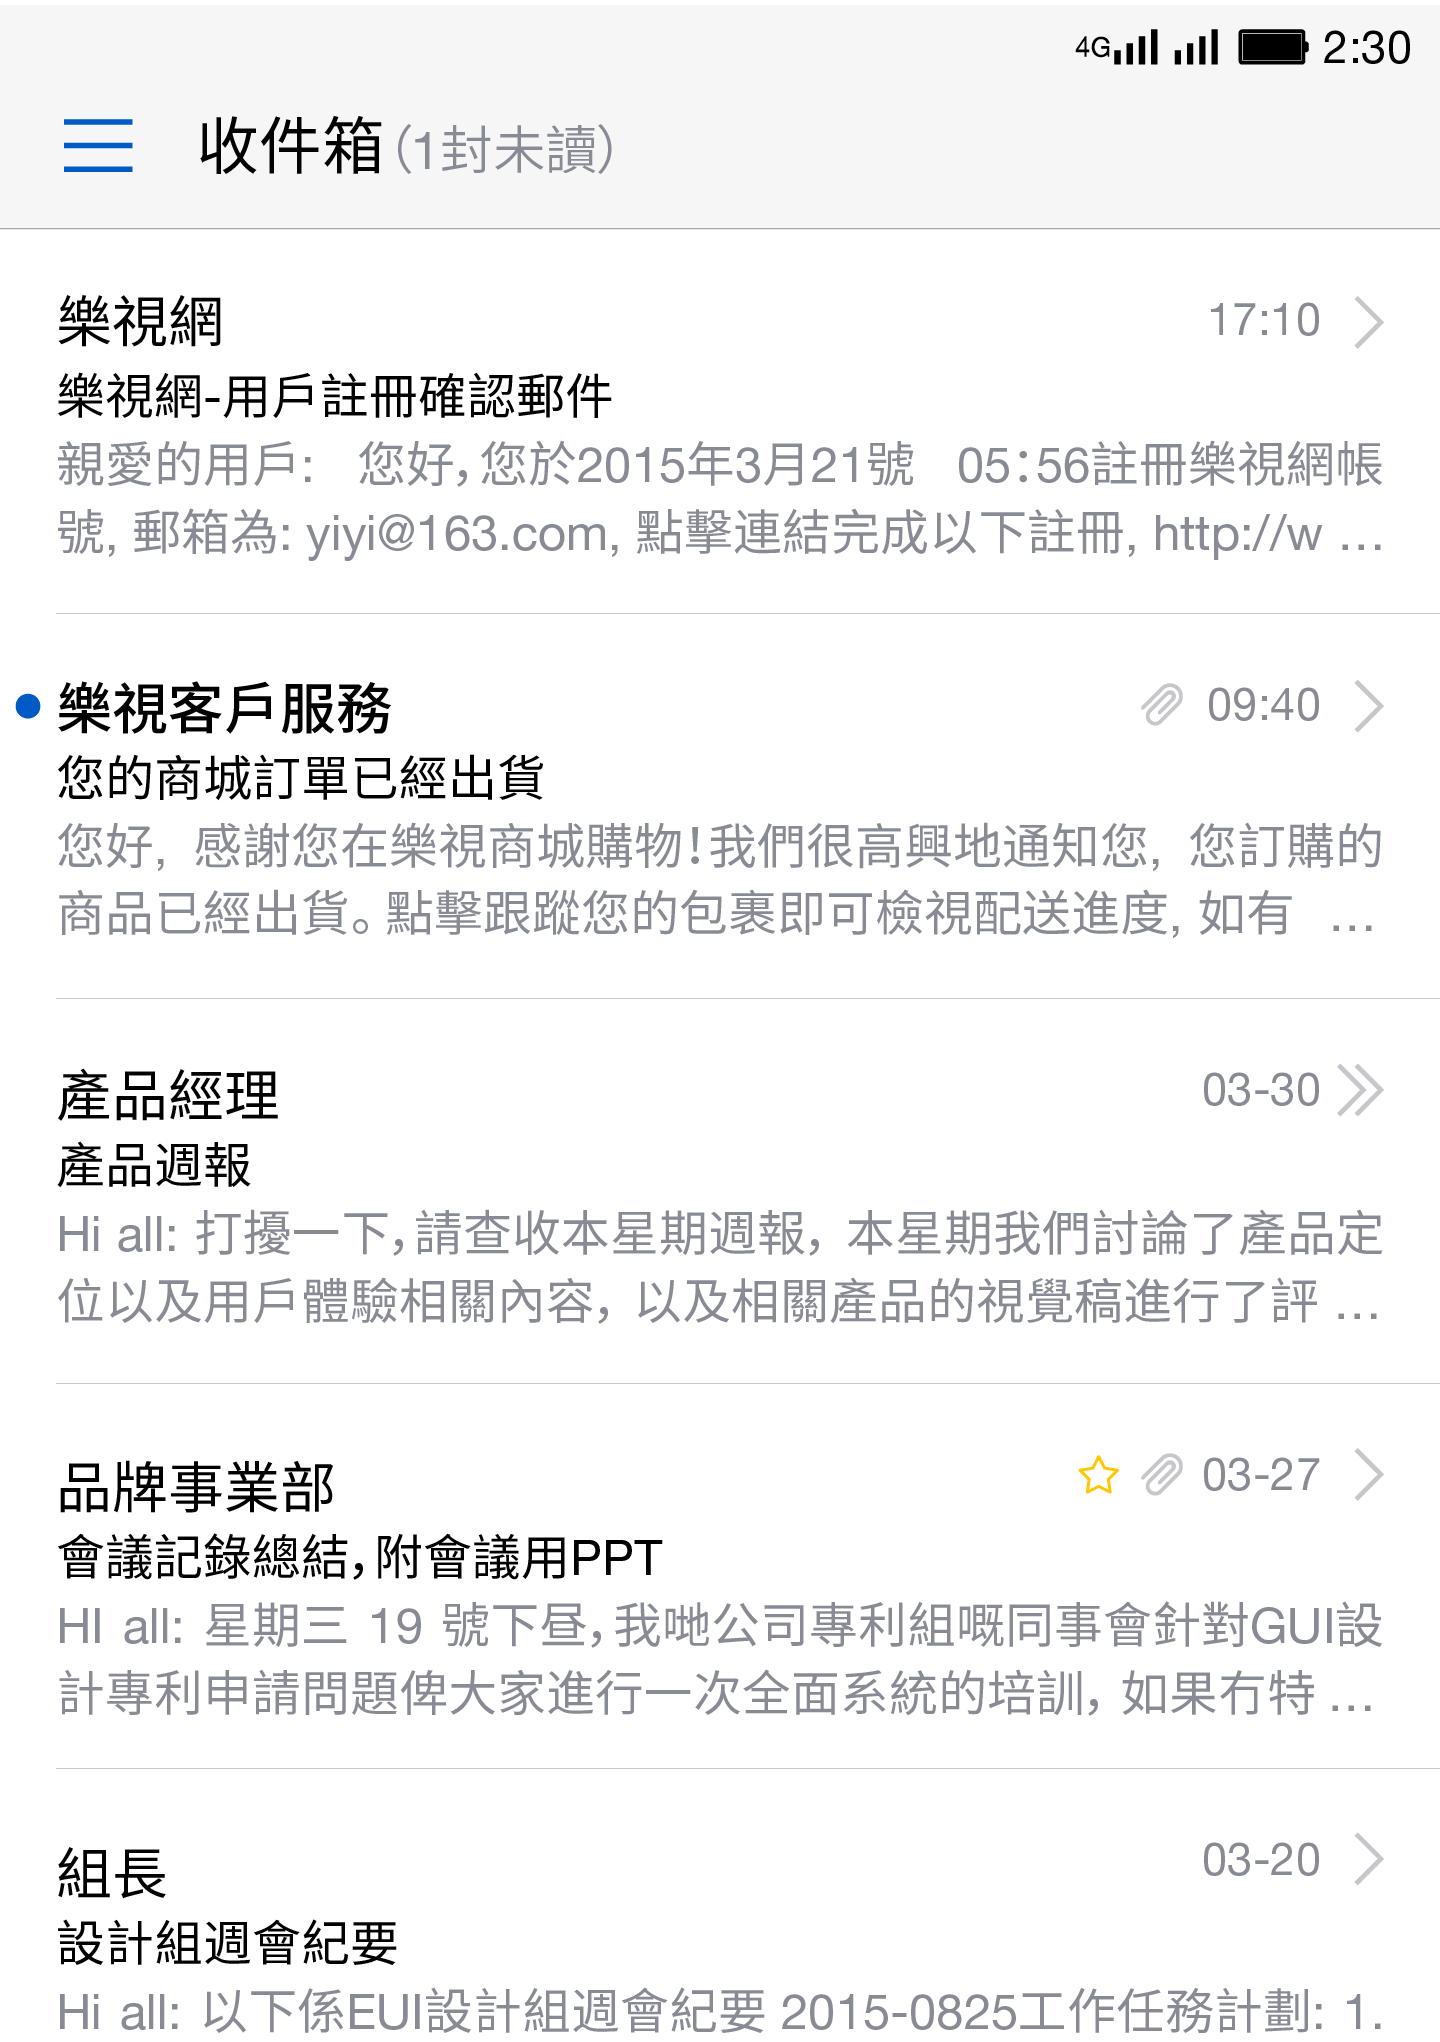 4G 2:30
收件箱(1封未讀)
樂視網 17:10
樂視網-用戶註冊確認郵件
親愛的用戶: 您好,您於2015年3月21號 05:56註冊樂視網帳
號, 郵箱為: yiyi@163.com, 點擊連結完成以下註冊, http://w ...
樂視客戶服務 09:40
您的商城訂單已經出貨
您好, 感謝您在樂視商城購物!我們很高興地通知您, 您訂購的
商品已經出貨。點擊跟蹤您的包裹即可檢視配送進度, 如有 ...
產品經理 03-30
產品週報
Hi all: 打擾一下,請查收本星期週報, 本星期我們討論了產品定
位以及用戶體驗相關內容, 以及相關產品的視覺稿進行了評 ...
品牌事業部 03-27
會議記錄總結,附會議用PPT
HI all: 星期三 19 號下昼,我哋公司專利組嘅同事會針對GUI設
計專利申請問題俾大家進行一次全面系統的培訓, 如果冇特 ...
組長 03-20
設計組週會紀要
Hi all: 以下係EUI設計組週會紀要 2015-0825工作任務計劃: 1.